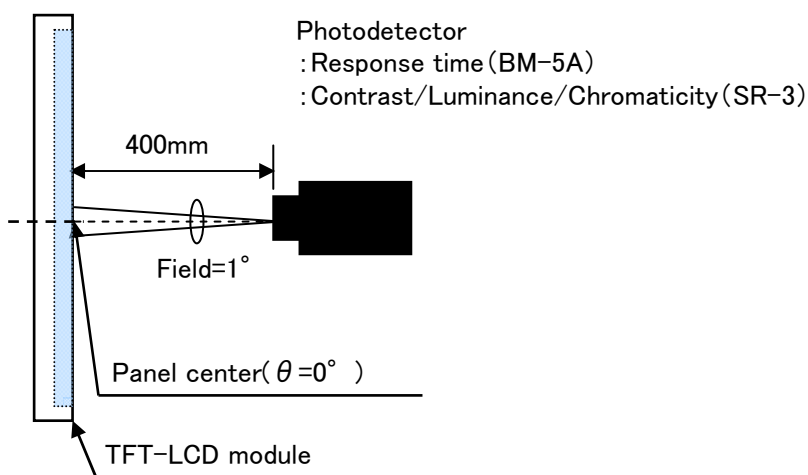 Photodetector
:Response time(BM-5A)
:Contrast/Luminance/Chromaticity(SR-3)
400mm
Field=1°
Panel center(θ=0° )
TFT-LCD module